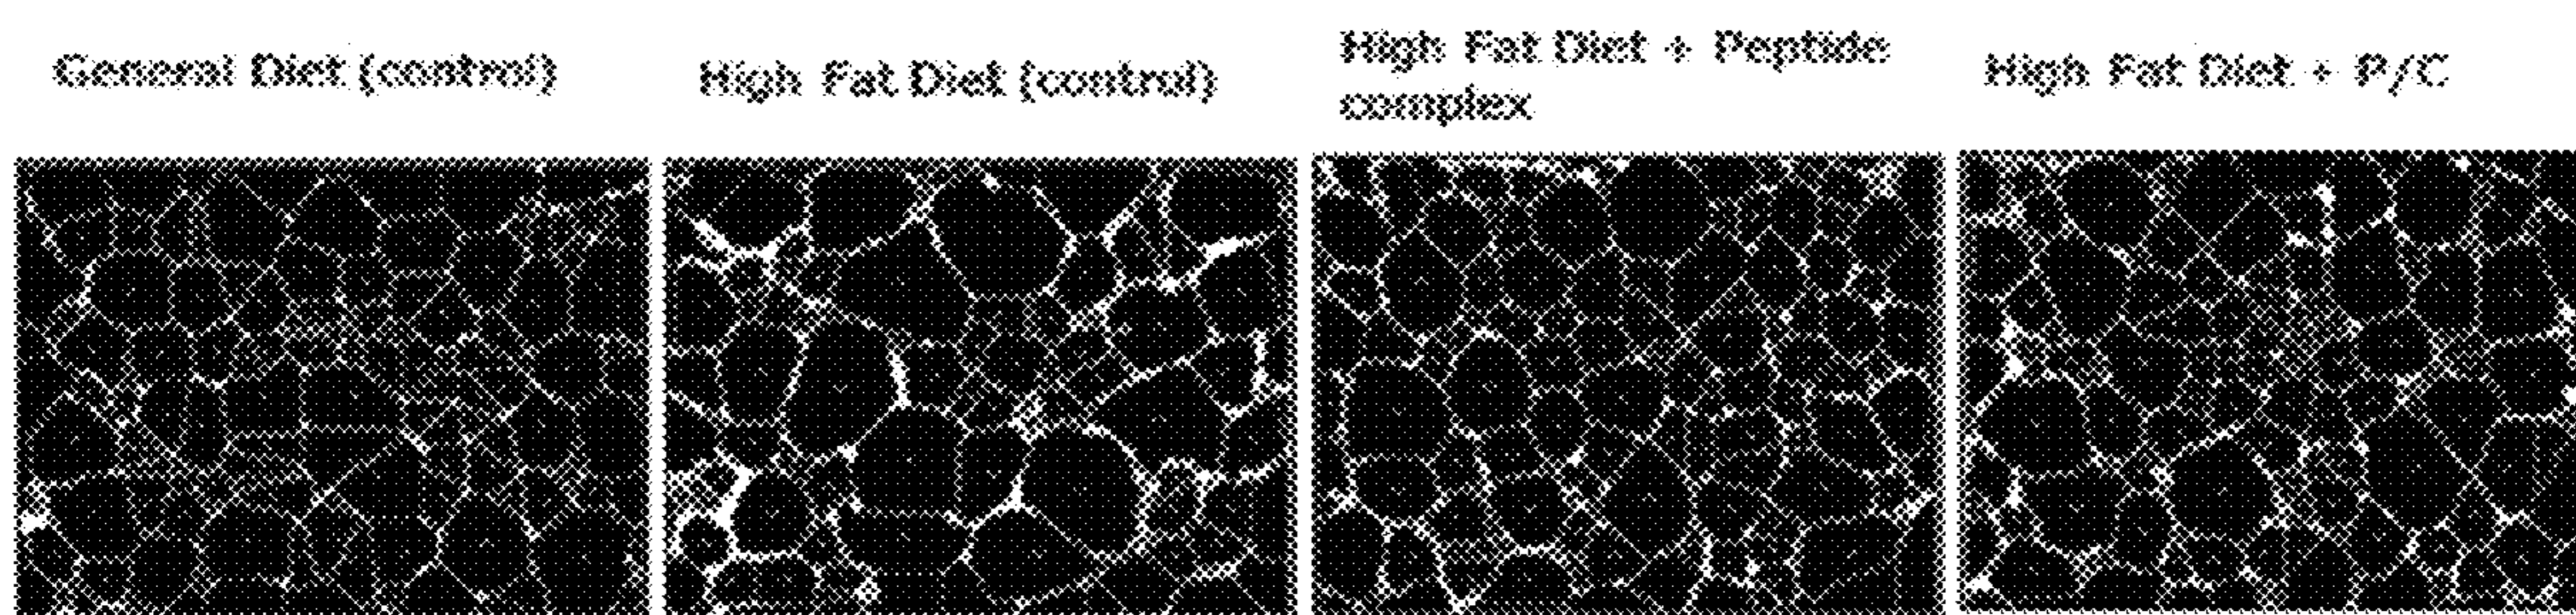 General Diet (control)
High Fat Diet (control)
High Fat Diet + Peptide
complex
High Fat Diet + P/C